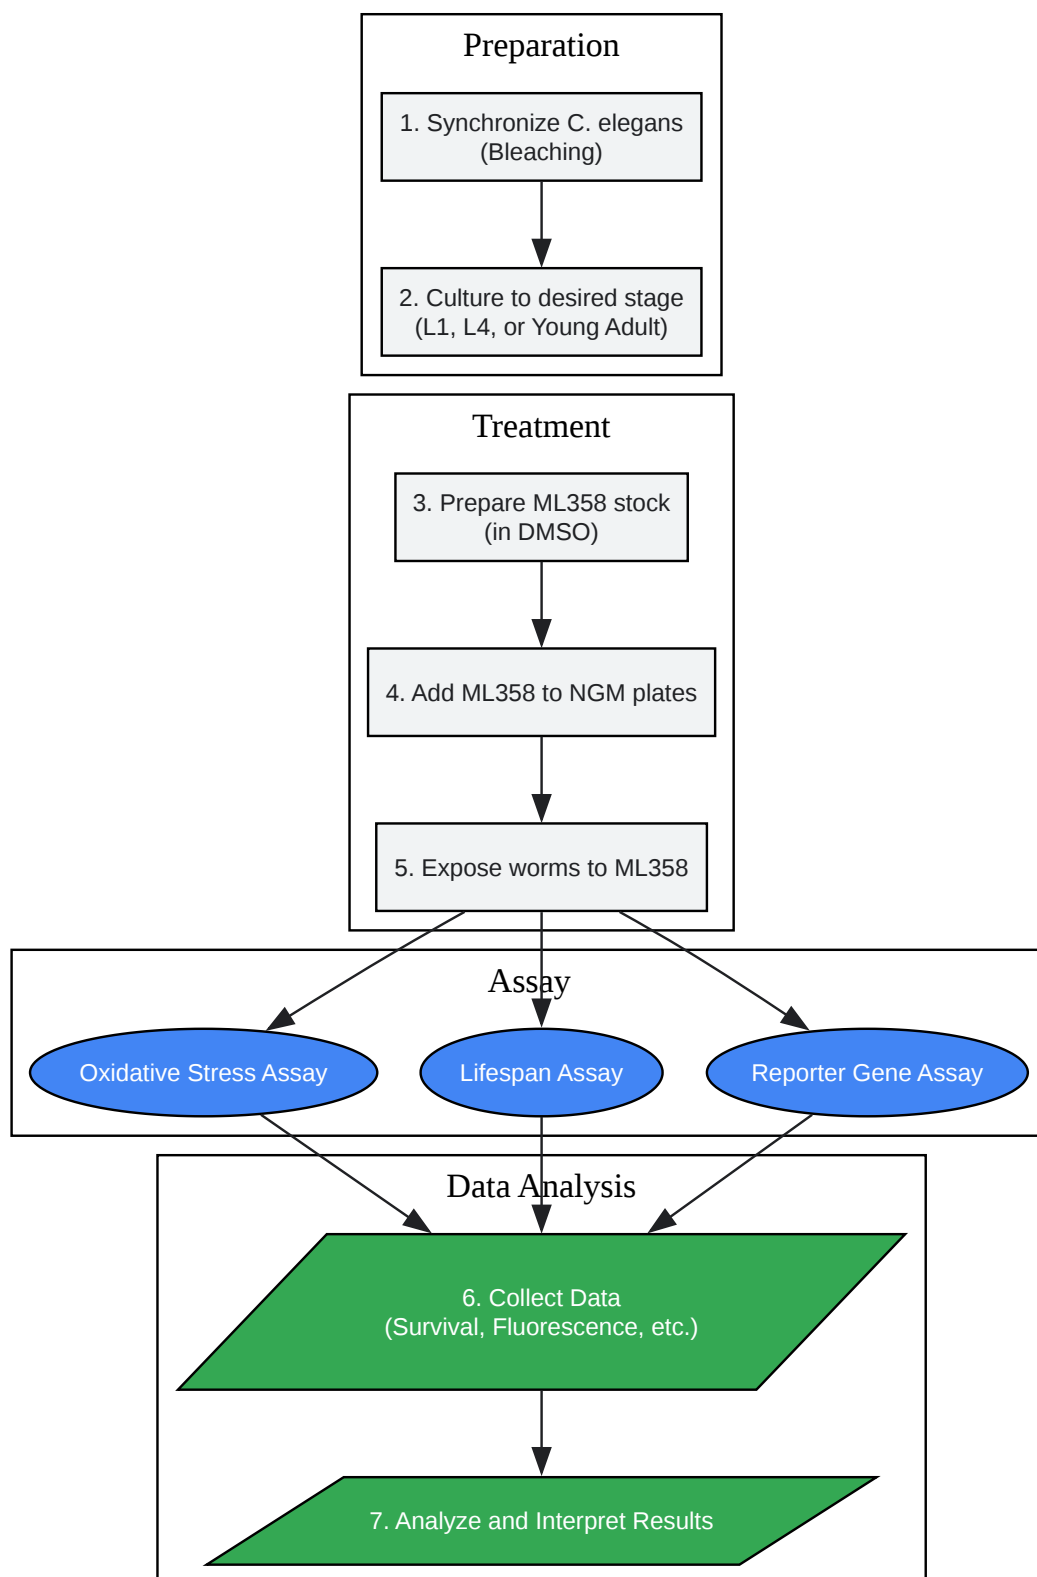 Preparation
1. Synchronize C. elegans
(Bleaching)
2. Culture to desired stage
(L1, L4, or Young Adult)
Treatment
3. Prepare ML358 stock
(in DMSO)
4. Add ML358 to NGM plates
5. Expose worms to ML358
Assay
Oxidative Stress Assay
Lifespan Assay
Reporter Gene Assay
Data Analysis
6. Collect Data
(Survival, Fluorescence, etc.)
7. Analyze and Interpret Results